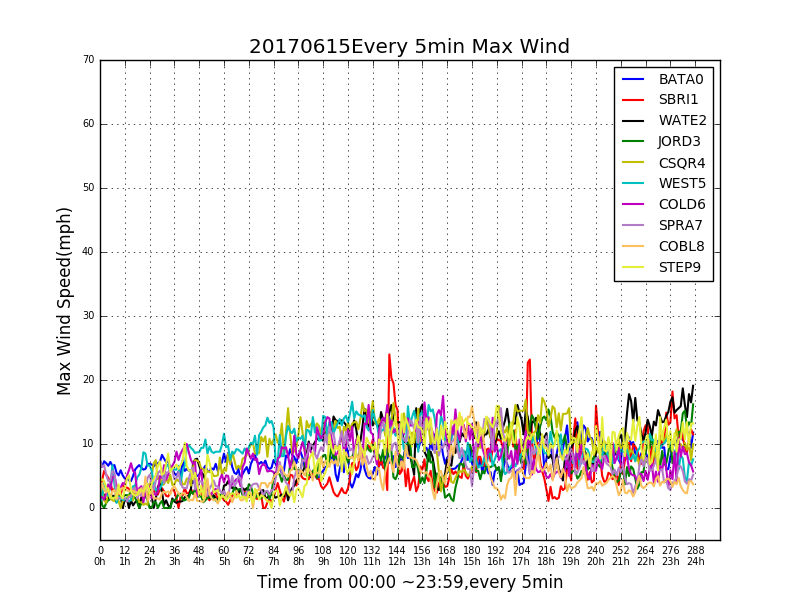 20170615Every 5min Max Wind
70
60
50
40
30
20
10
0
Max Wind Speed(mph)
BATA0
SBRI1
WATE2
JORD3
CSQR4
WEST5
COLD6
SPRA7
COBL8
STEP9
0 12 24 36 48 60 72 84 96 108 120 132 144 156 168 180 192 204 216 228 240 252 264 276 288
0h 1h 2h 3h 4h 5h 6h 7h 8h 9h 10h 11h 12h 13h 14h 15h 16h 17h 18h 19h 20h 21h 22h 23h 24h
Time from 00:00 ~23:59,every 5min